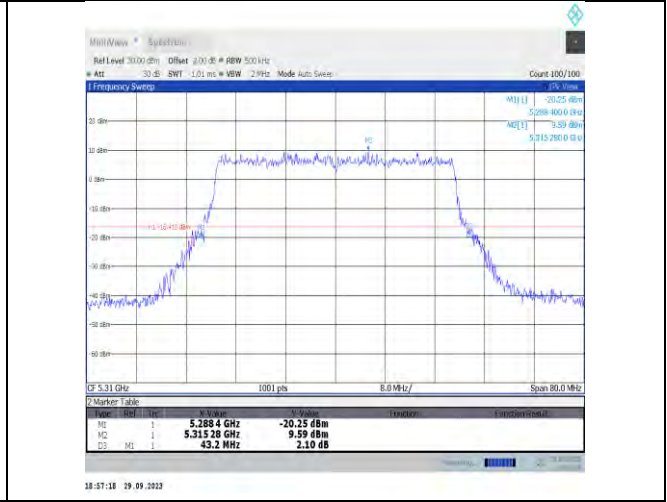 MultiView Spectrum
Ref Level 30.00 dBm Offset 2.00 dB RBW 500 kHz
Att 30 dB SWT 1.01 ms VBW 2 MHz Mode Auto Sweep Count 100/100
1 Frequency Sweep 1Pk View
M1[1] -20.25 dBm
5.288 400 0 GHz
M2[1] 9.59 dBm
5.315 280 0 GHz
20 dBm
M2
10 dBm
0 dBm
-10 dBm
-20 dBm
-30 dBm
-40 dBm
-50 dBm
-60 dBm
CF 5.31 GHz 1001 pts 8.0 MHz/ Span 80.0 MHz
2 Marker Table
Type Ref Trc X-Value Y-Value Function Function Result
M1 1 5.288 4 GHz -20.25 dBm
M2 1 5.315 28 GHz 9.59 dBm
D3 M1 1 43.2 MHz 2.10 dB
18:57:18 29.09.2023